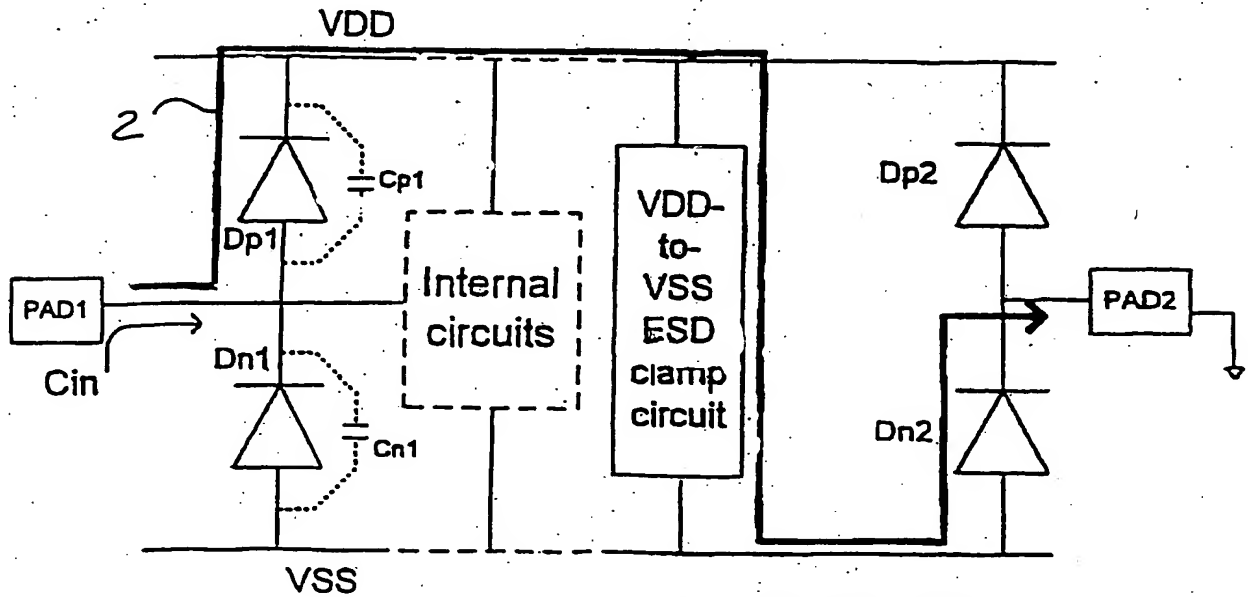 VDD
2
Cp1
Dp1
Dp2
VDD-
to-
VSS
ESD
clamp
circuit
Internal
circuits
PAD1
PAD2
Cin
Dn1
Cn1
Dn2
VSS